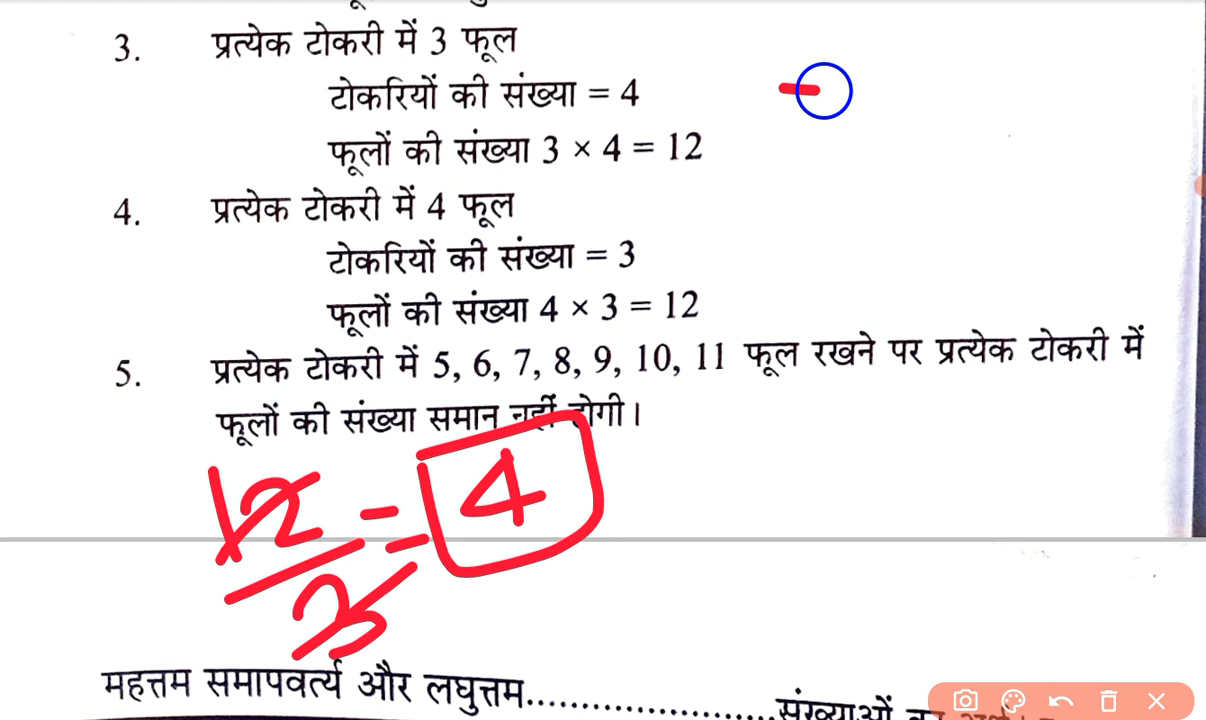 3. प्रत्येक टोकरी में 3 फूल
टोकरियों की संख्या = 4
फूलों की संख्या 3 × 4 = 12
4. प्रत्येक टोकरी में 4 फूल
टोकरियों की संख्या = 3
फूलों की संख्या 4 × 3 = 12
5. प्रत्येक टोकरी में 5, 6, 7, 8, 9, 10, 11 फूल रखने पर प्रत्येक टोकरी में
फूलों की संख्या समान नहीं होगी।
12/3 = 4
महत्तम समापवर्त्य और लघुत्तम..................... संख्याओं का